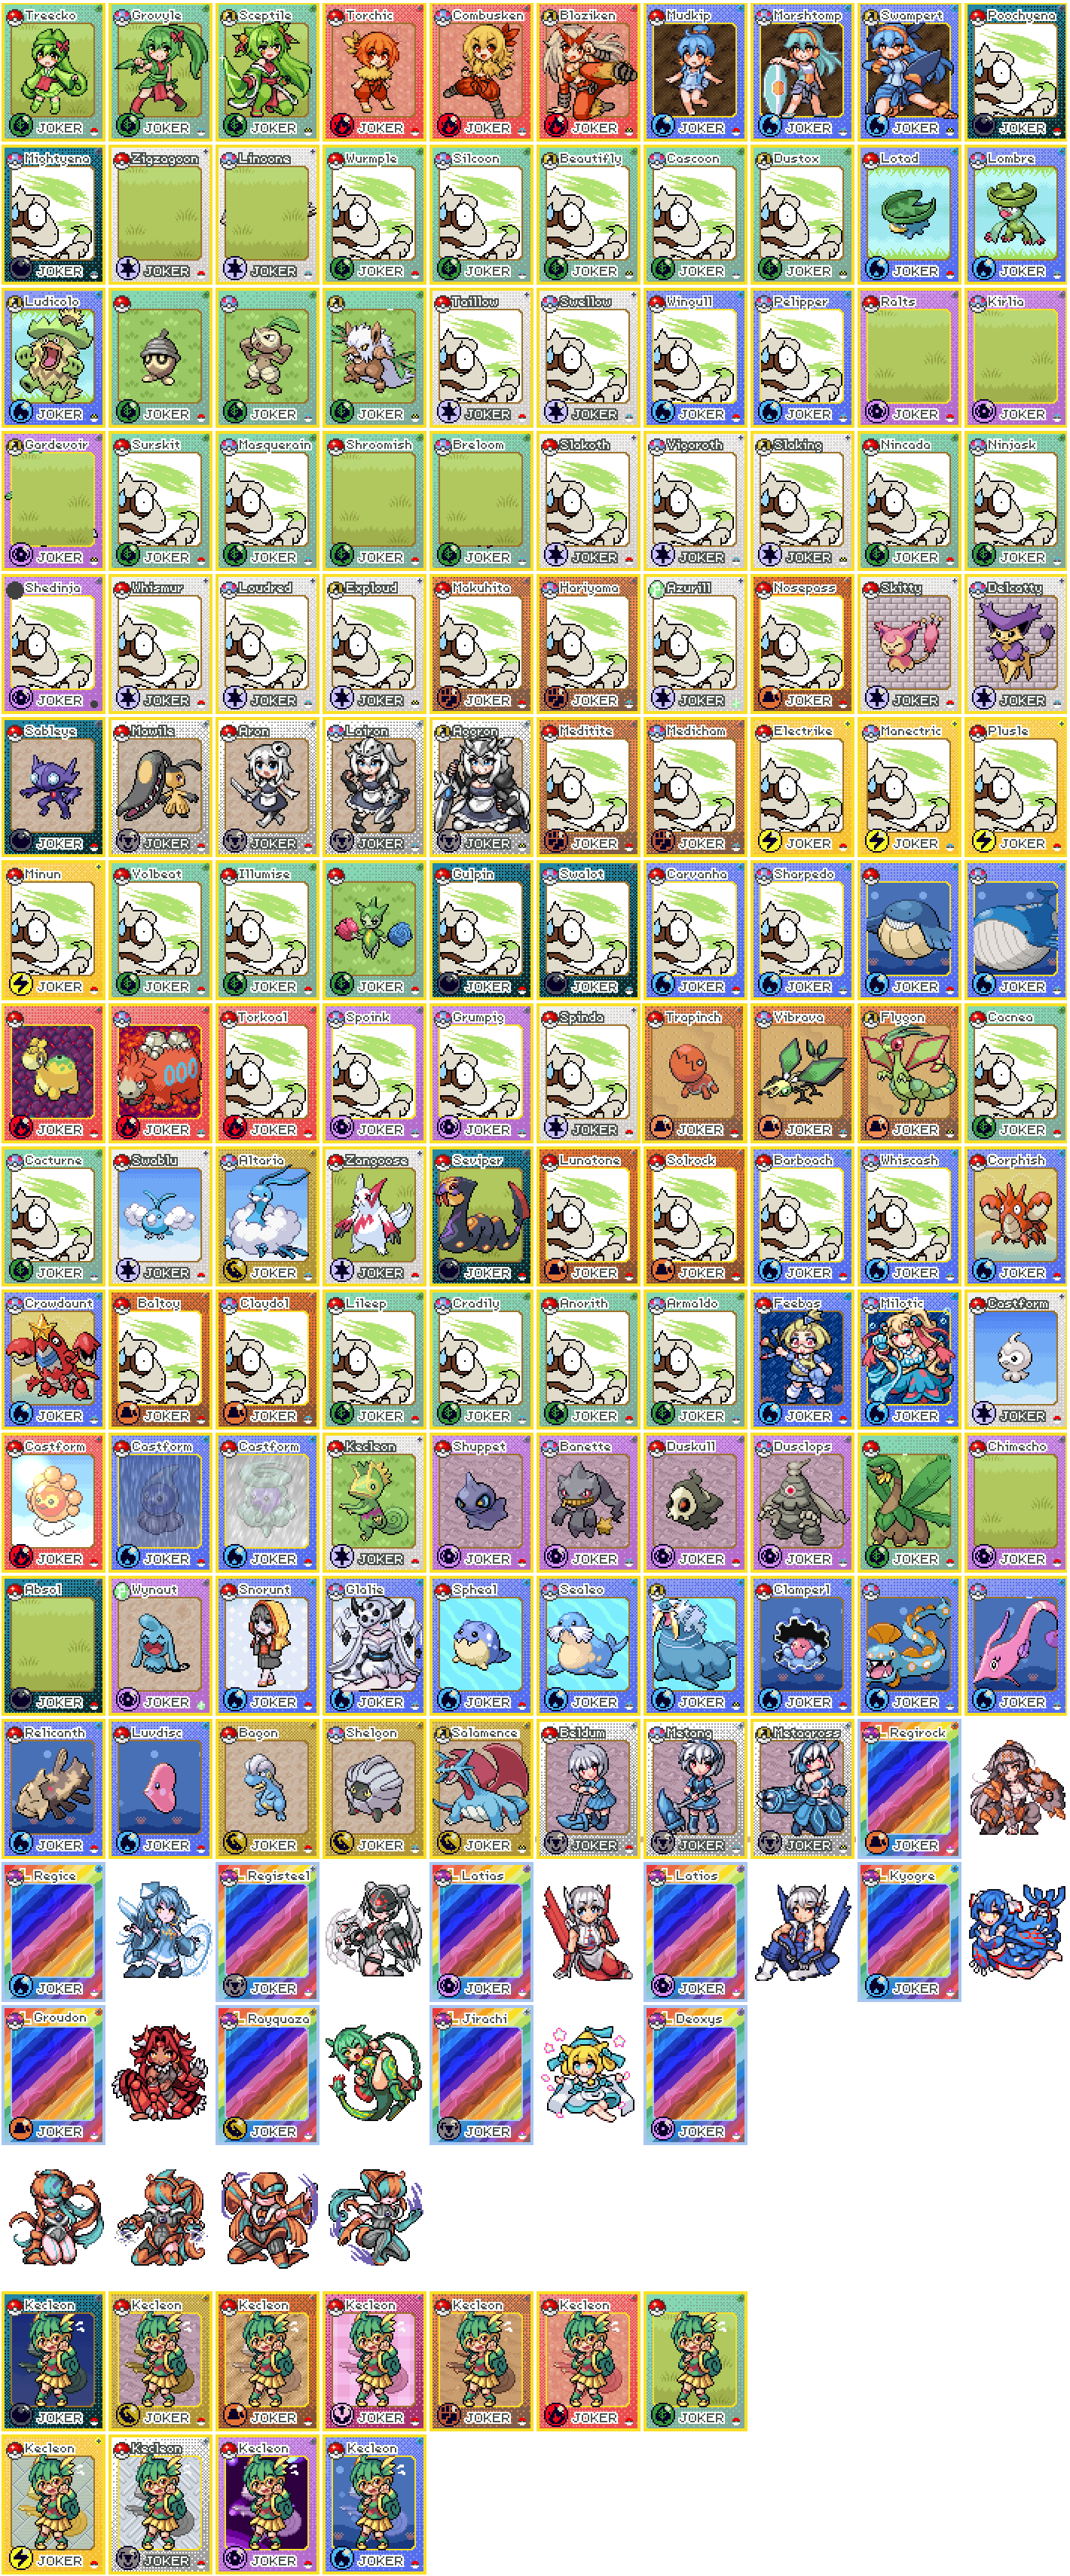 Treecko Grovyle Sceptile Torchic Combusken Blaziken Mudkip Marshtomp Swampert Poochyena
JOKER JOKER JOKER JOKER JOKER JOKER JOKER JOKER JOKER JOKER
Mightyena Zigzagoon Linoone Wurmple Silcoon Beautifly Cascoon Dustox Lotad Lombre
JOKER JOKER JOKER JOKER JOKER JOKER JOKER JOKER JOKER JOKER
Ludicolo Taillow Swellow Wingull Pelipper Ralts Kirlia
JOKER JOKER JOKER JOKER JOKER JOKER JOKER JOKER JOKER JOKER
Gardevoir Surskit Masquerain Shroomish Breloom Slakoth Vigoroth Slaking Nincada Ninjask
JOKER JOKER JOKER JOKER JOKER JOKER JOKER JOKER JOKER JOKER
Shedinja Whismur Loudred Exploud Makuhita Hariyama Azurill Nosepass Skitty Delcatty
JOKER JOKER JOKER JOKER JOKER JOKER JOKER JOKER JOKER JOKER
Sableye Mawile Aron Lairon Aggron Meditite Medicham Electrike Manectric Plusle
JOKER JOKER JOKER JOKER JOKER JOKER JOKER JOKER JOKER JOKER
Minun Volbeat Illumise Gulpin Swalot Carvanha Sharpedo
JOKER JOKER JOKER JOKER JOKER JOKER JOKER JOKER JOKER JOKER
Torkoal Spoink Grumpig Spinda Trapinch Vibrava Flygon Cacnea
JOKER JOKER JOKER JOKER JOKER JOKER JOKER JOKER JOKER JOKER
Cacturne Swablu Altaria Zangoose Seviper Lunatone Solrock Barboach Whiscash Corphish
JOKER JOKER JOKER JOKER JOKER JOKER JOKER JOKER JOKER JOKER
Crawdaunt Baltoy Claydol Lileep Cradily Anorith Armaldo Feebas Milotic Castform
JOKER JOKER JOKER JOKER JOKER JOKER JOKER JOKER JOKER JOKER
Castform Castform Castform Kecleon Shuppet Banette Duskull Dusclops Chimecho
JOKER JOKER JOKER JOKER JOKER JOKER JOKER JOKER JOKER JOKER
Absol Wynaut Snorunt Glalie Spheal Sealeo Clamperl
JOKER JOKER JOKER JOKER JOKER JOKER JOKER JOKER JOKER JOKER
Relicanth Luvdisc Bagon Shelgon Salamence Beldum Metang Metagross Regirock
JOKER JOKER JOKER JOKER JOKER JOKER JOKER JOKER JOKER
Regice Registeel Latias Latios Kyogre
JOKER JOKER JOKER JOKER JOKER
Groudon Rayquaza Jirachi Deoxys
JOKER JOKER JOKER JOKER
Kecleon Kecleon Kecleon Kecleon Kecleon Kecleon
JOKER JOKER JOKER JOKER JOKER JOKER JOKER
Kecleon Kecleon Kecleon Kecleon
JOKER JOKER JOKER JOKER